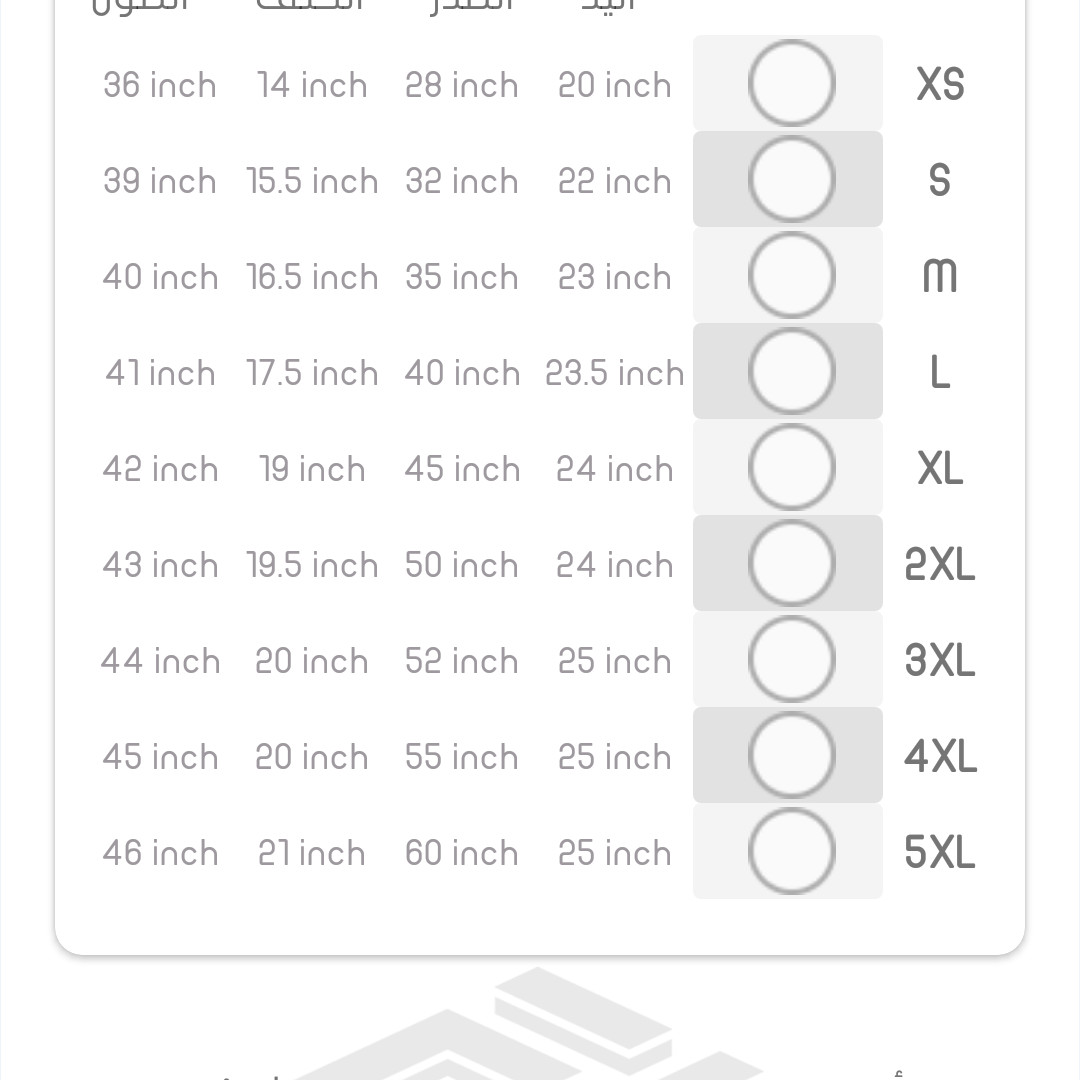 اليد الصدر الكتف الطول
XS 20 inch 28 inch 14 inch 36 inch
S 22 inch 32 inch 15.5 inch 39 inch
M 23 inch 35 inch 16.5 inch 40 inch
L 23.5 inch 40 inch 17.5 inch 41 inch
XL 24 inch 45 inch 19 inch 42 inch
2XL 24 inch 50 inch 19.5 inch 43 inch
3XL 25 inch 52 inch 20 inch 44 inch
4XL 25 inch 55 inch 20 inch 45 inch
5XL 25 inch 60 inch 21 inch 46 inch